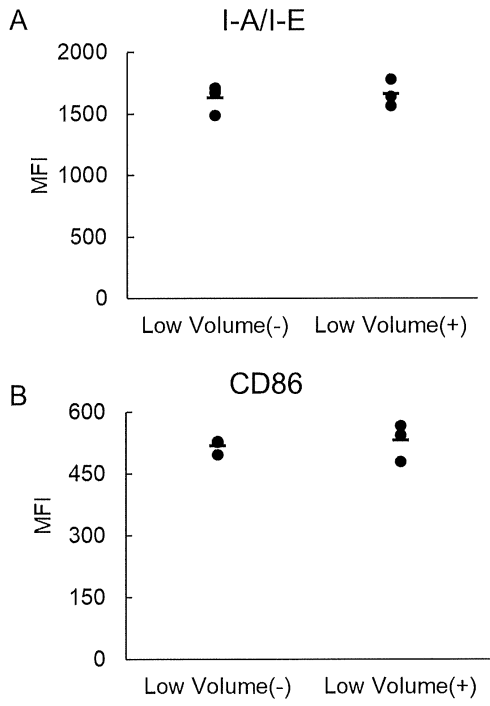 A
I-A/I-E
2000
1500
1000
500
0
MFI
Low Volume(-)
Low Volume(+)
B
CD86
600
450
300
150
0
MFI
Low Volume(-)
Low Volume(+)